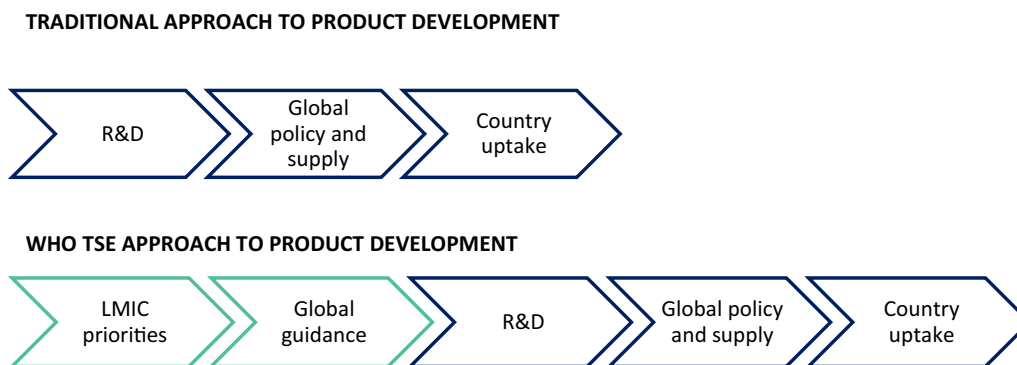 TRADITIONAL APPROACH TO PRODUCT DEVELOPMENT
R&D
Global
policy and
supply
Country
uptake
WHO TSE APPROACH TO PRODUCT DEVELOPMENT
LMIC
priorities
Global
guidance
R&D
Global policy
and supply
Country
uptake